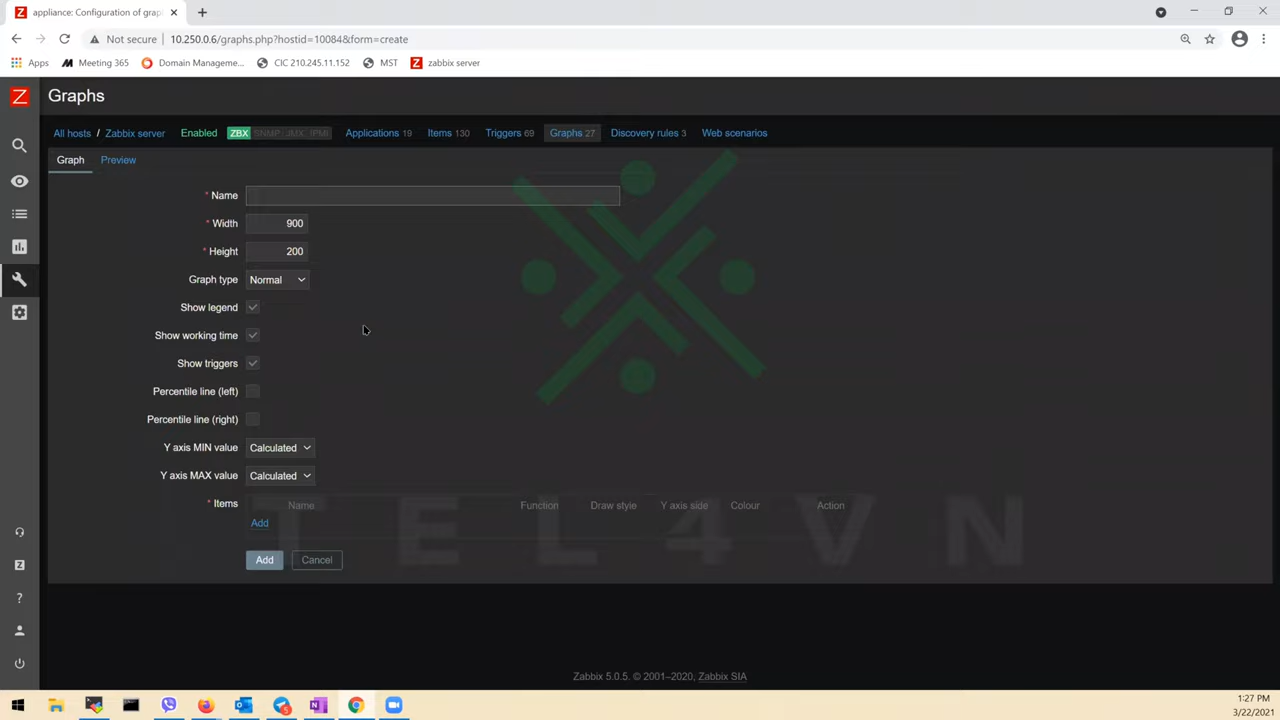 appliance: Configuration of grap
Not secure 10.250.0.6/graphs.php?hostid=10084&form=create
Apps Meeting 365 Domain Manageme... CIC 210.245.11.152 MST zabbix server
Z Graphs
All hosts / Zabbix server Enabled ZBX SNMP JMX IPMI Applications 19 Items 130 Triggers 69 Graphs 27 Discovery rules 3 Web scenarios
Graph Preview
* Name
* Width 900
* Height 200
Graph type Normal
Show legend
Show working time
Show triggers
Percentile line (left)
Percentile line (right)
Y axis MIN value Calculated
Y axis MAX value Calculated
* Items Name Function Draw style Y axis side Colour Action
Add
TEL4VN
Add Cancel
Zabbix 5.0.5. © 2001–2020, Zabbix SIA
1:27 PM
3/22/2021